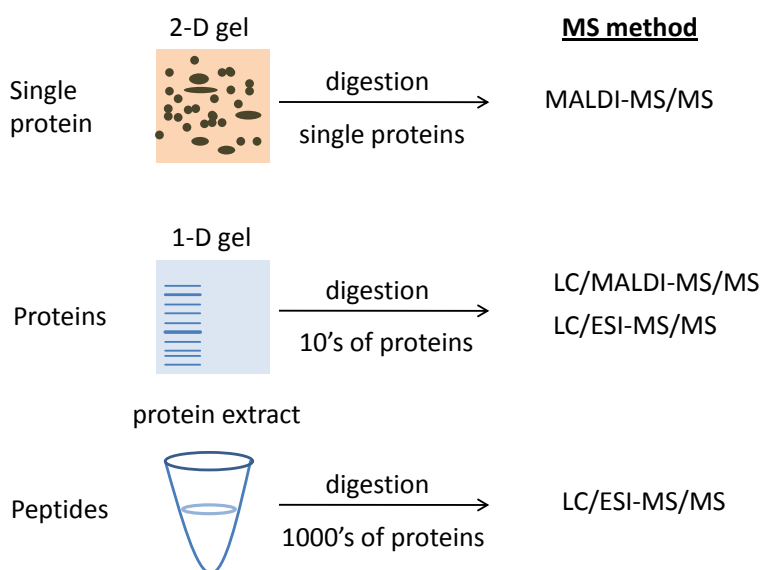 2-D gel
MS method
Single
protein
digestion
single proteins
MALDI-MS/MS
1-D gel
Proteins
digestion
10's of proteins
LC/MALDI-MS/MS
LC/ESI-MS/MS
protein extract
Peptides
digestion
1000's of proteins
LC/ESI-MS/MS